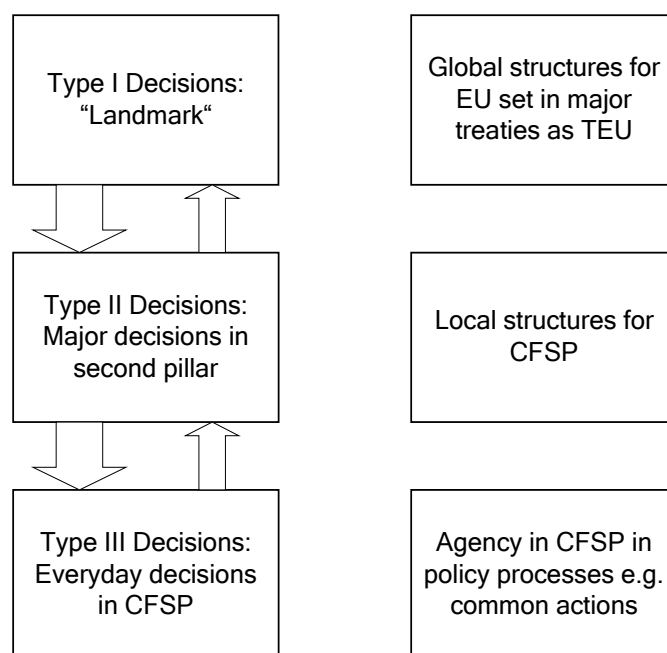 Type I Decisions:
“Landmark“
Global structures for
EU set in major
treaties as TEU
Type II Decisions:
Major decisions in
second pillar
Local structures for
CFSP
Type III Decisions:
Everyday decisions
in CFSP
Agency in CFSP in
policy processes e.g.
common actions